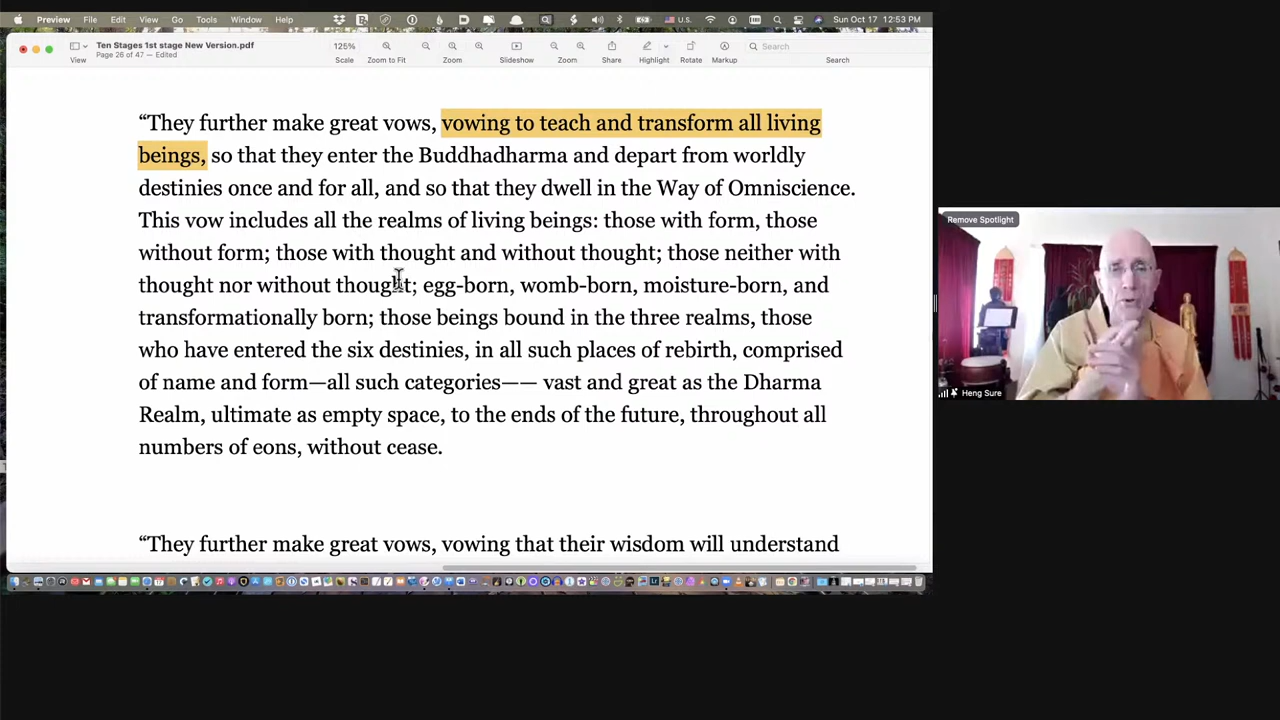 Preview File Edit View Go Tools Window Help U.S. Sun Oct 17 12:53 PM
Ten Stages 1st stage New Version.pdf
Page 26 of 47 — Edited
125%
Search
View Scale Zoom to Fit Zoom Slideshow Zoom Share Highlight Rotate Markup Search
“They further make great vows, vowing to teach and transform all living
beings, so that they enter the Buddhadharma and depart from worldly
destinies once and for all, and so that they dwell in the Way of Omniscience.
This vow includes all the realms of living beings: those with form, those
without form; those with thought and without thought; those neither with
thought nor without thought; egg-born, womb-born, moisture-born, and
transformationally born; those beings bound in the three realms, those
who have entered the six destinies, in all such places of rebirth, comprised
of name and form—all such categories—— vast and great as the Dharma
Realm, ultimate as empty space, to the ends of the future, throughout all
numbers of eons, without cease.
“They further make great vows, vowing that their wisdom will understand
Remove Spotlight
Heng Sure